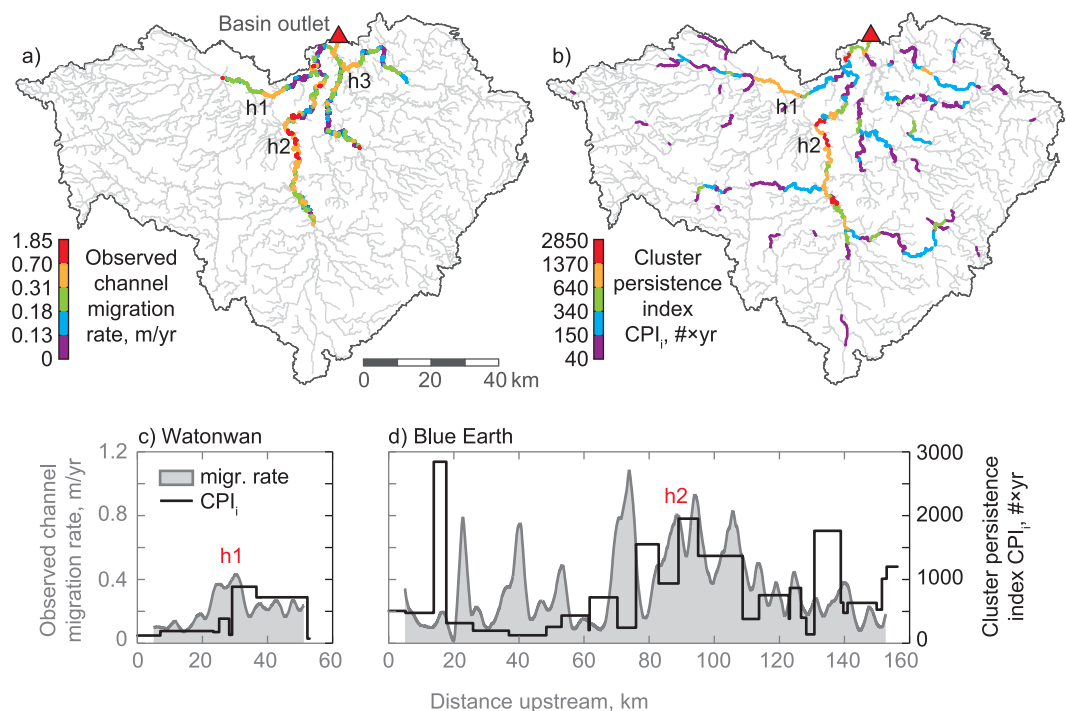 Basin outlet
a)
h1
h2
h3
1.85
0.70
0.31
0.18
0.13
0
Observed
channel
migration
rate, m/yr
0 20 40 km
b)
h1
h2
2850
1370
640
340
150
40
Cluster
persistence
index
CPIi, #×yr
c) Watonwan
d) Blue Earth
Observed channel
migration rate, m/yr
1.2
0.8
0.4
0
migr. rate
CPIi
h1
h2
3000
2000
1000
0
Cluster persistence
index CPIi, #×yr
0 20 40 60
0 20 40 60 80 100 120 140 160
Distance upstream, km